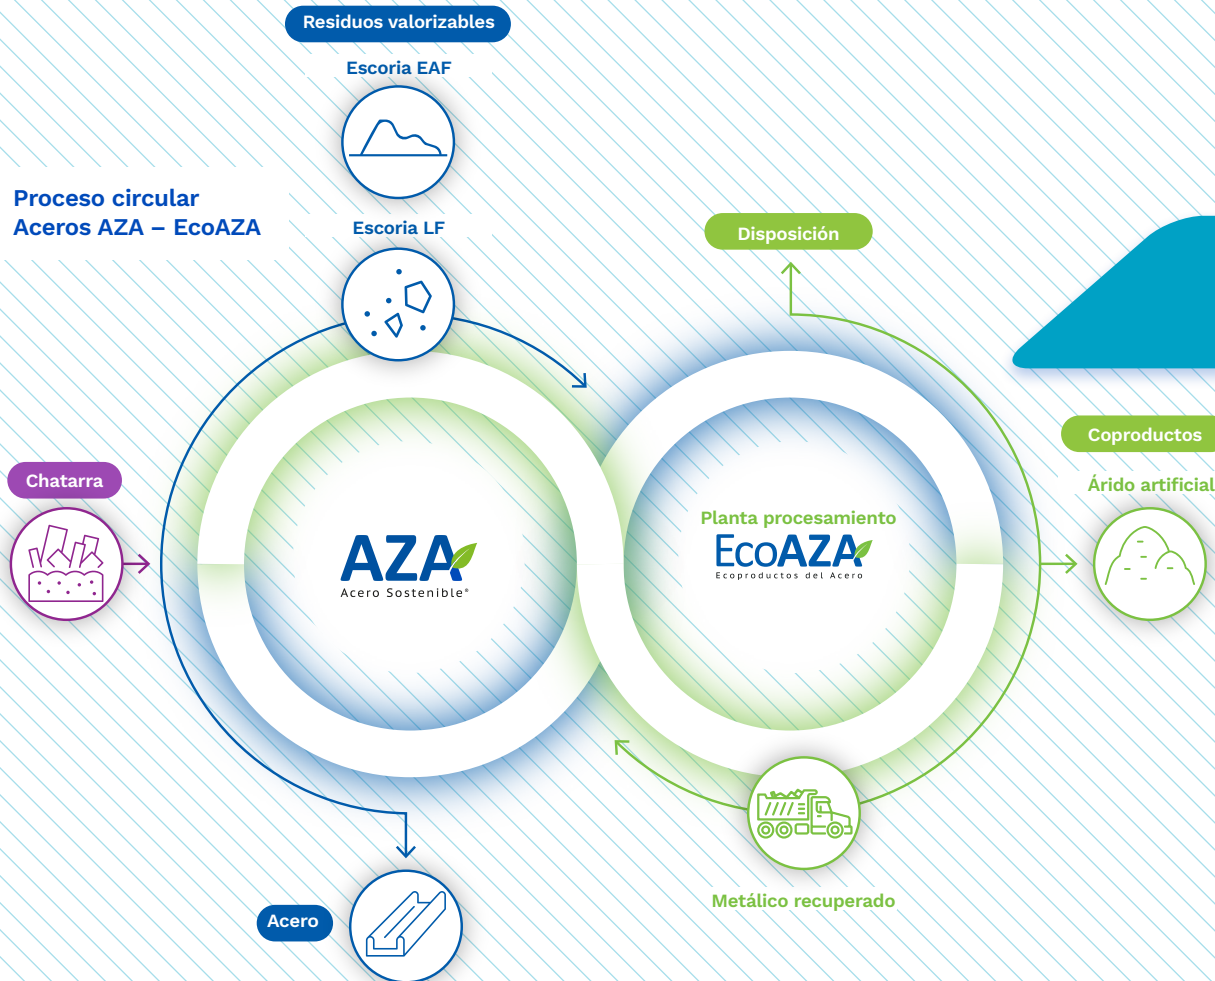 Residuos valorizables
Escoria EAF
Proceso circular
Aceros AZA – EcoAZA
Escoria LF
Disposición
Coproductos
Árido artificial
Chatarra
AZA
Acero Sostenible®
Planta procesamiento
EcoAZA
Ecoproductos del Acero
Metálico recuperado
Acero